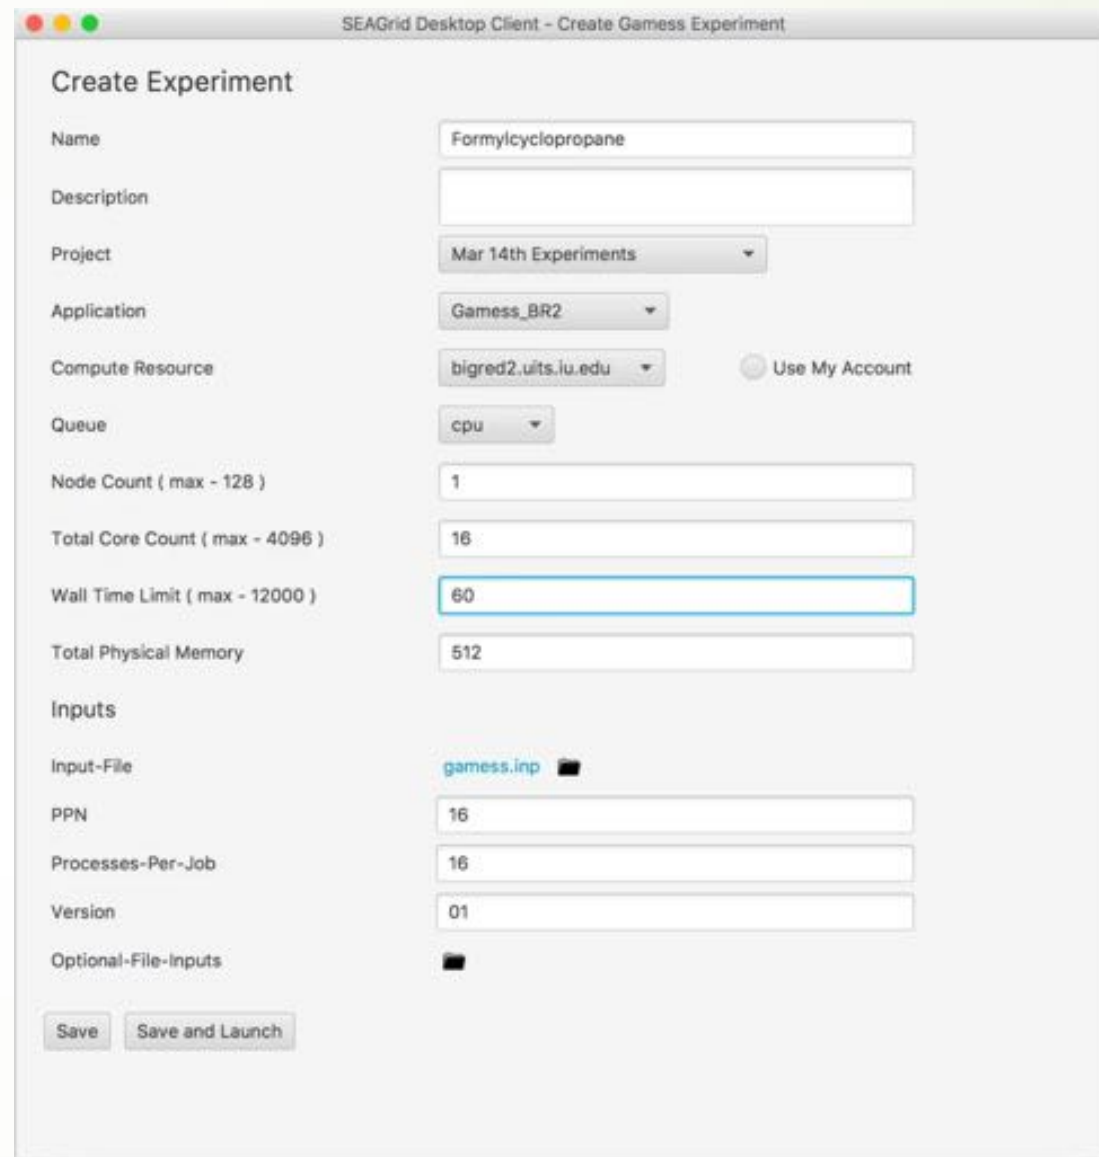 SEAGrid Desktop Client - Create Gamess Experiment
Create Experiment
Name Formylcyclopropane
Description
Project Mar 14th Experiments
Application Gamess_BR2
Compute Resource bigred2.uits.iu.edu Use My Account
Queue cpu
Node Count ( max - 128 ) 1
Total Core Count ( max - 4096 ) 16
Wall Time Limit ( max - 12000 ) 60
Total Physical Memory 512
Inputs
Input-File gamess.inp
PPN 16
Processes-Per-Job 16
Version 01
Optional-File-Inputs
Save Save and Launch